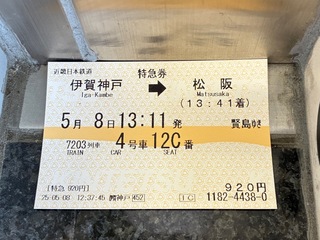 近畿日本鉄道 特急券
伊賀神戸 ➡ 松阪
Iga-Kambe Matsusaka
(13:41着)
5月 8日 13:11発 賢島ゆき
7203列車 4号車 12C番
TRAIN CAR SEAT
[特急 920円] 920円
25-05.08 12:37:45 神戸 452 IC 1182-4438-0